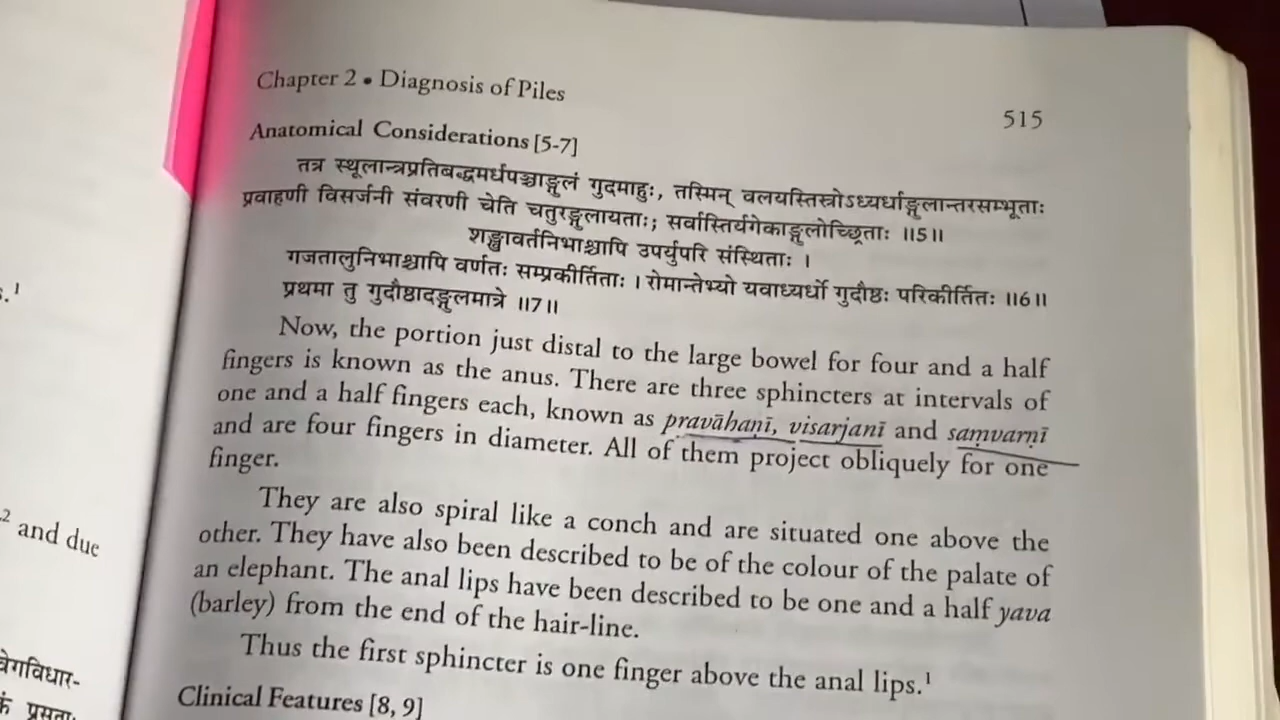 Chapter 2 • Diagnosis of Piles
515
Anatomical Considerations [5-7]
तत्र स्थूलान्त्रप्रतिबद्धमर्धपञ्चाङ्गुलं गुदमाहुः, तस्मिन् वलयस्तिस्रोऽध्यर्धाङ्गुलान्तरसम्भूताः
प्रवाहणी विसर्जनी संवरणी चेति चतुरङ्गुलायताः; सर्वास्तिर्यगेकाङ्गुलोच्छ्रिताः ॥5॥
शङ्खावर्तनिभाश्चापि उपर्युपरि संस्थिताः ।
गजतालुनिभाश्चापि वर्णतः सम्प्रकीर्तिताः । रोमान्तेभ्यो यवाध्यर्धो गुदौष्ठः परिकीर्तितः ॥6॥
प्रथमा तु गुदौष्ठादङ्गुलमात्रे ॥7॥
Now, the portion just distal to the large bowel for four and a half
fingers is known as the anus. There are three sphincters at intervals of
one and a half fingers each, known as pravāhaṇī, visarjanī and saṃvarṇī
and are four fingers in diameter. All of them project obliquely for one
finger.
They are also spiral like a conch and are situated one above the
other. They have also been described to be of the colour of the palate of
an elephant. The anal lips have been described to be one and a half yava
(barley) from the end of the hair-line.
Thus the first sphincter is one finger above the anal lips.¹
Clinical Features [8, 9]
s.¹
² and due
वेगविधार-